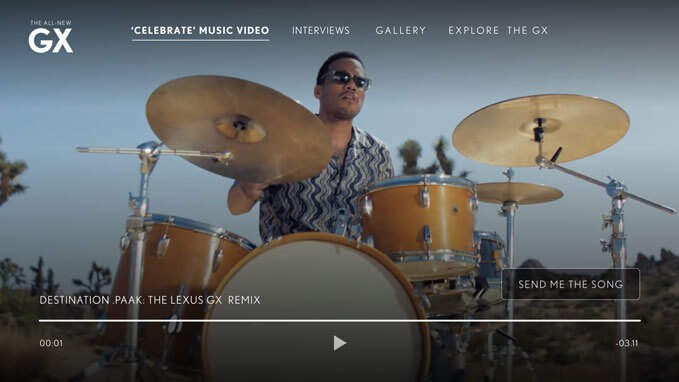 THE ALL-NEW
GX
'CELEBRATE' MUSIC VIDEO
INTERVIEWS
GALLERY
EXPLORE THE GX
SEND ME THE SONG
DESTINATION .PAAK: THE LEXUS GX REMIX
00:01
-03.11